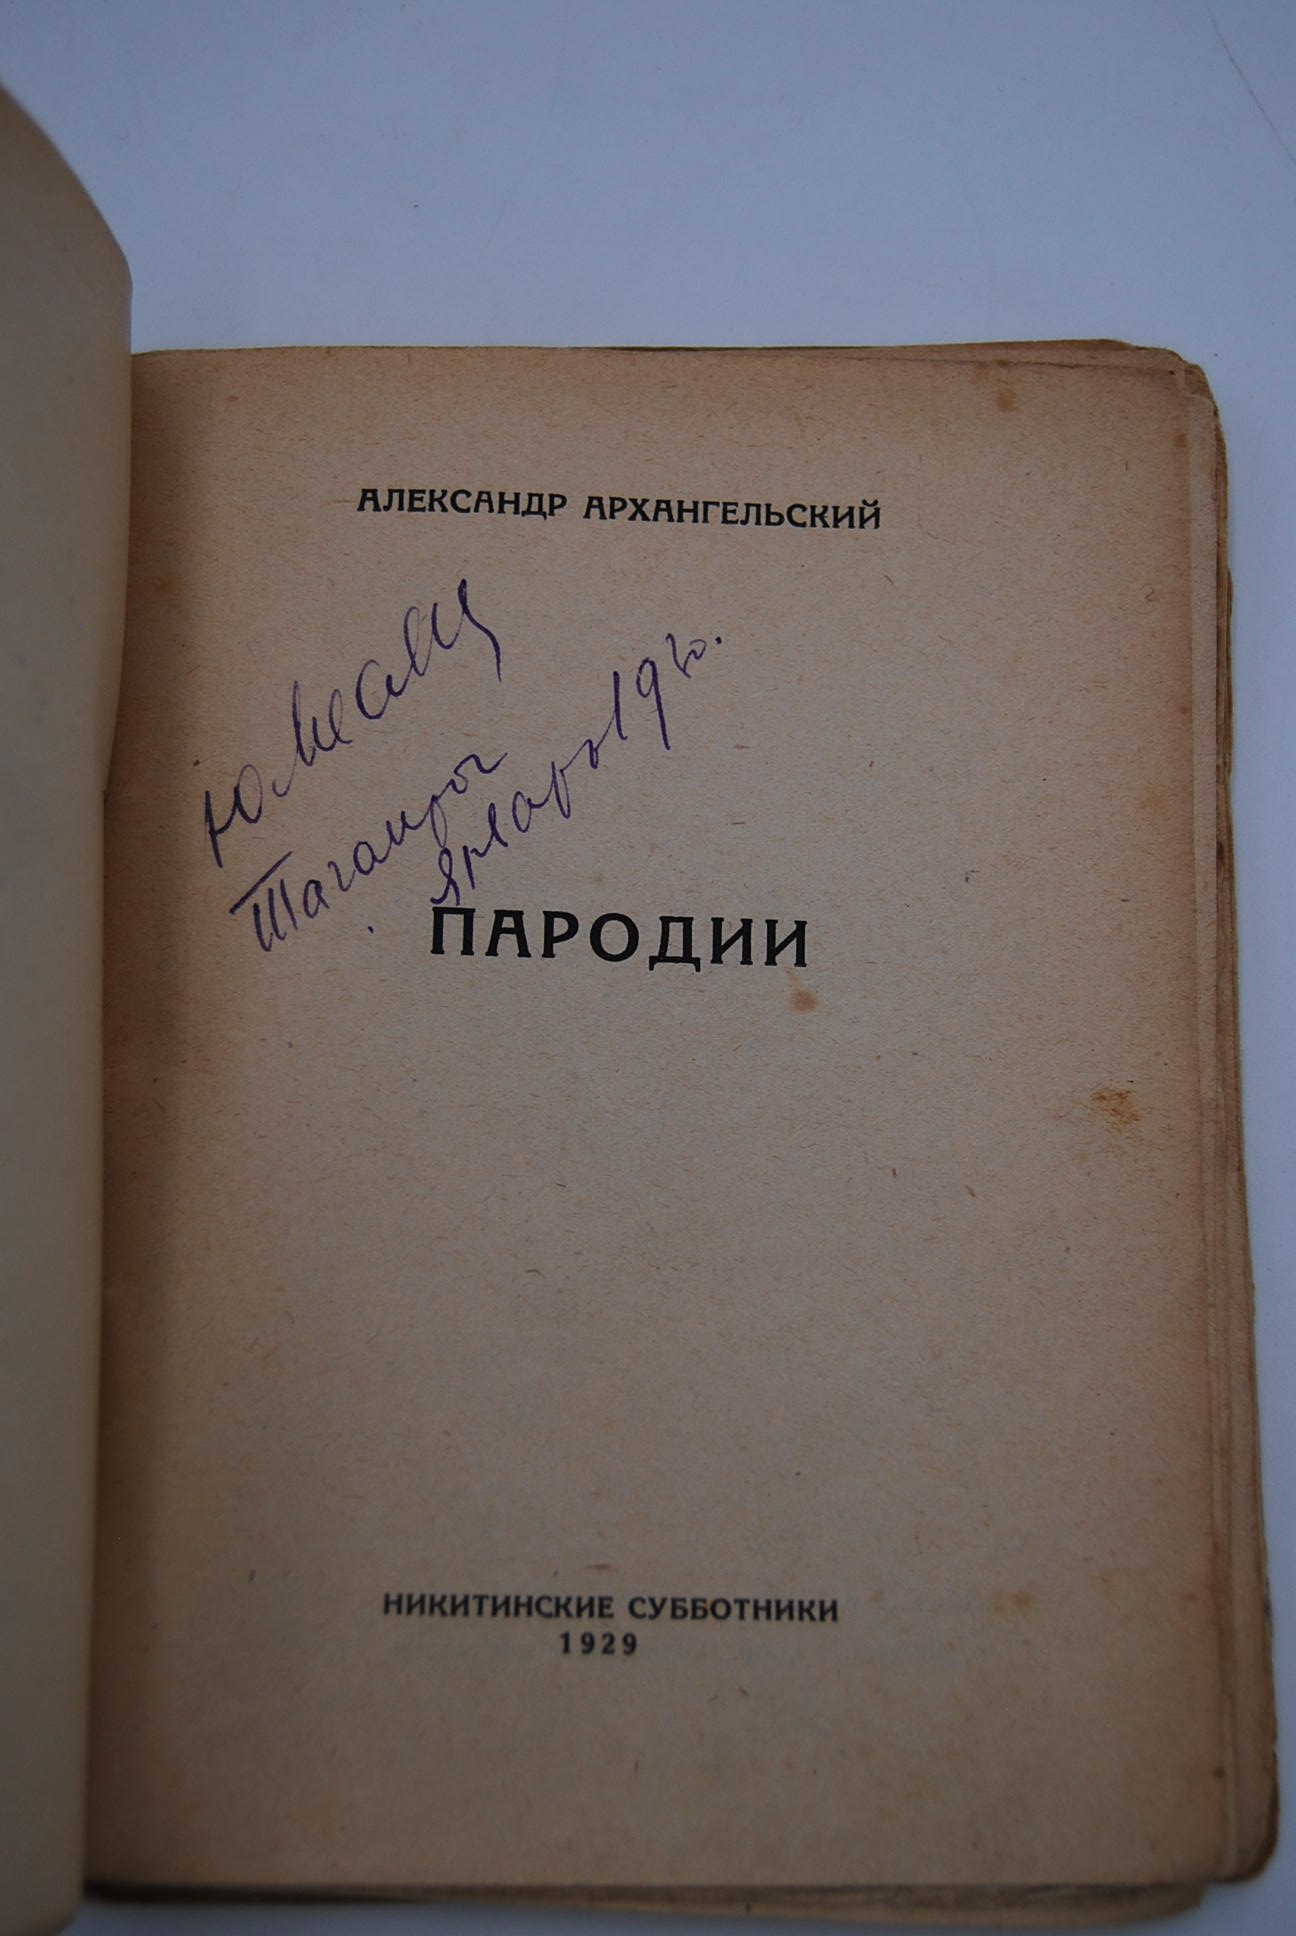 АЛЕКСАНДР АРХАНГЕЛЬСКИЙ
Таганрог
ПАРОДИИ
НИКИТИНСКИЕ СУББОТНИКИ
1929